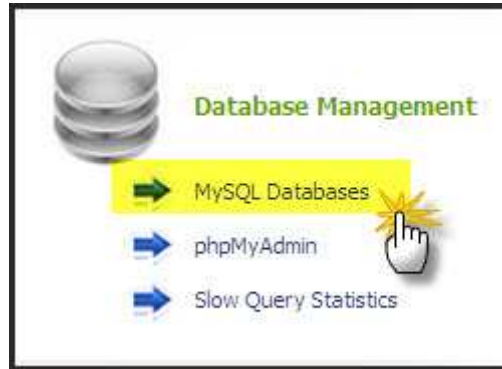 Database Management
MySQL Databases
phpMyAdmin
Slow Query Statistics